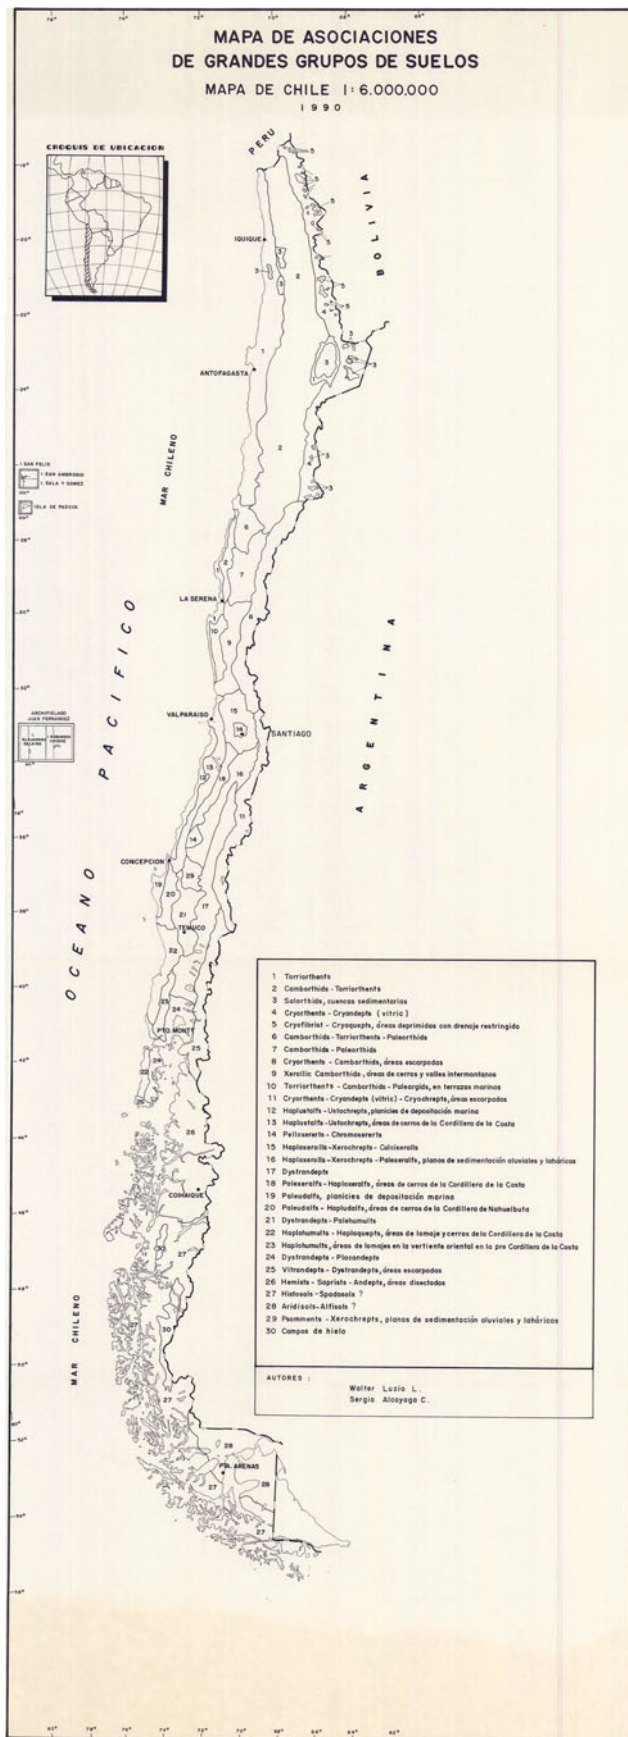 MAPA DE ASOCIACIONES
DE GRANDES GRUPOS DE SUELOS
MAPA DE CHILE 1:6.000.000
1990
CROQUIS DE UBICACION
PERU
BOLIVIA
IQUIQUE
ANTOFAGASTA
MAR CHILENO
I. SAN FELIX
I. SAN AMBROSIO
I. SALA Y GOMEZ
ISLA DE PASCUA
LA SERENA
OCEANO PACIFICO
ARGENTINA
VALPARAISO
SANTIAGO
ARCHIPIELAGO
JUAN FERNANDEZ
CONCEPCION
TEMUCO
PTO. MONTT
COIHAIQUE
MAR CHILENO
PTA. ARENAS
1 Torriorthents
2 Camborthids - Torriorthents
3 Salorthids, cuencas sedimentarias
4 Cryorthents - Cryandepts (vitric)
5 Cryofibrist - Cryaquepts, áreas deprimidas con drenaje restringido
6 Camborthids - Torriorthents - Paleorthids
7 Camborthids - Paleorthids
8 Cryorthents - Camborthids, áreas escarpadas
9 Xerollic Camborthids, áreas de cerros y valles intermontanos
10 Torriorthents - Camborthids - Paleargids, en terrazas marinas
11 Cryorthents - Cryandepts (vitric) - Cryochrepts, áreas escarpadas
12 Haplustalfs - Ustochrepts, planicies de depositación marina
13 Haplustalfs - Ustochrepts, áreas de cerros de la Cordillera de la Costa
14 Pelloxererts - Chromoxererts
15 Haploxerolls - Xerochrepts - Calcixerolls
16 Haploxerolls - Xerochrepts - Palexeralfs, planos de sedimentación aluviales y laháricos
17 Dystrandepts
18 Palexeralfs - Haploxeralfs, áreas de cerros de la Cordillera de la Costa
19 Paleudalfs, planicies de depositación marina
20 Paleudalfs - Hapludalfs, áreas de cerros de la Cordillera de Nahuelbuta
21 Dystrandepts - Palehumults
22 Haplohumults - Haplaquepts, áreas de lomaje y cerros de la Cordillera de la Costa
23 Haplohumults, áreas de lomajes en la vertiente oriental en la pre Cordillera de la Costa
24 Dystrandepts - Placandepts
25 Vitrandepts - Dystrandepts, áreas escarpadas
26 Hemists - Saprists - Andepts, áreas disectadas
27 Histosols - Spodosols ?
28 Aridisols - Alfisols ?
29 Psamments - Xerochrepts, planos de sedimentación aluviales y laháricos
30 Campos de hielo
AUTORES :
Walter Luzio L.
Sergio Alcayaga C.